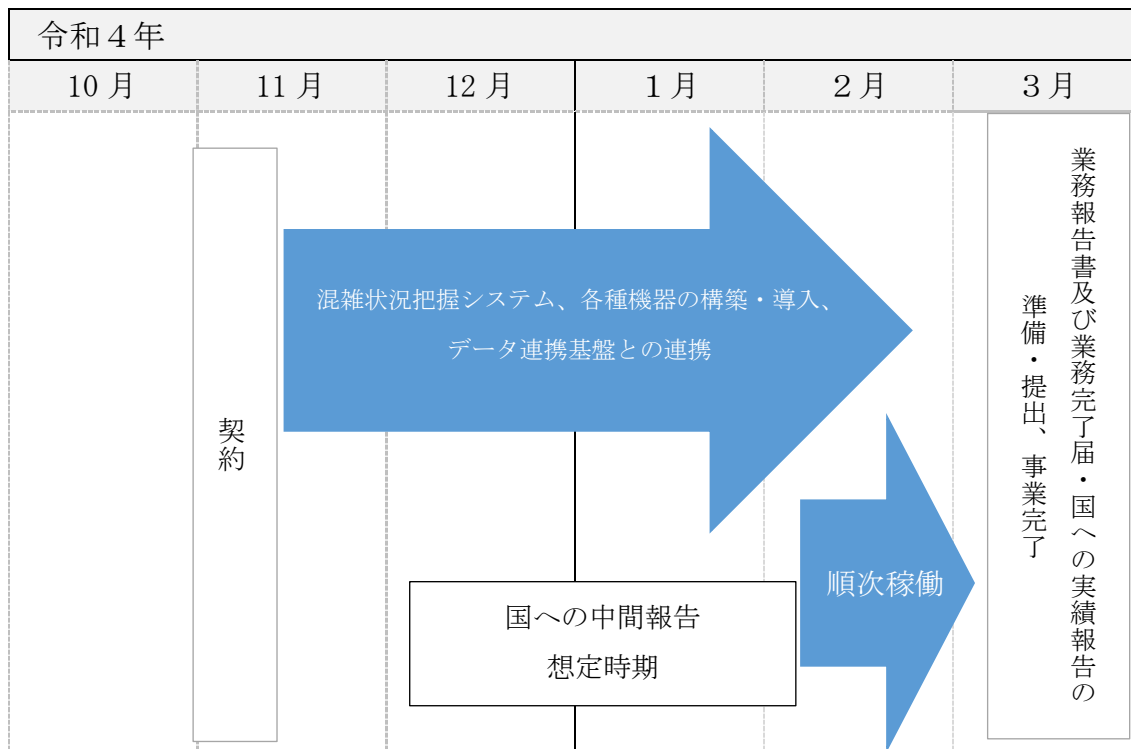 令和４年
10 月
11 月
12 月
１月
２月
３月
契約
混雑状況把握システム、各種機器の構築・導入、
データ連携基盤との連携
国への中間報告
想定時期
順次稼働
業務報告書及び業務完了届・国への実績報告の
準備・提出、事業完了